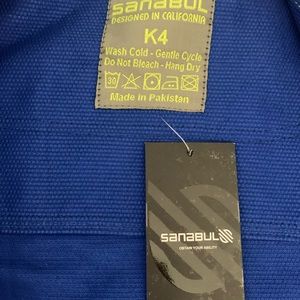 sanabul
DESIGNED IN CALIFORNIA
K4
Wash Cold - Gentle Cycle
Do Not Bleach - Hang Dry
30
Made in Pakistan
sanabul
OBTAIN YOUR ABILITY